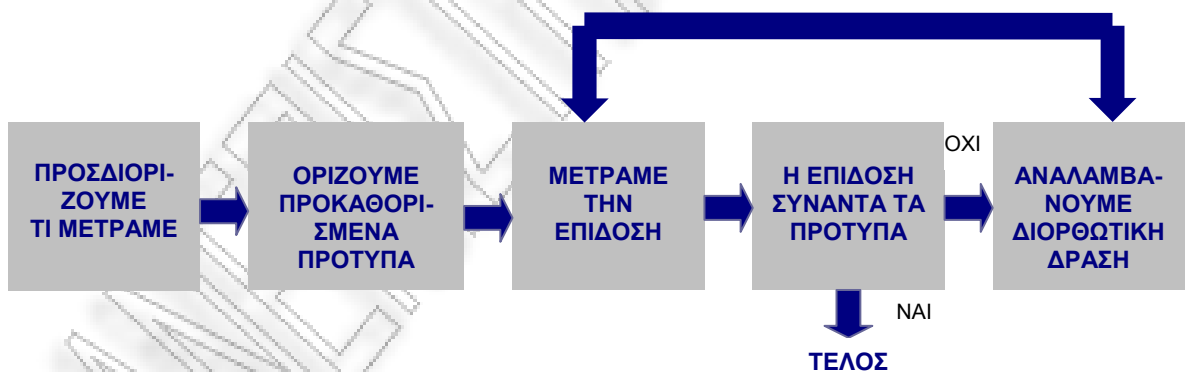 ΠΡΟΣΔΙΟΡΙ-
ΖΟΥΜΕ
ΤΙ ΜΕΤΡΑΜΕ
ΟΡΙΖΟΥΜΕ
ΠΡΟΚΑΘΟΡΙ-
ΣΜΕΝΑ
ΠΡΟΤΥΠΑ
ΜΕΤΡΑΜΕ
ΤΗΝ
ΕΠΙΔΟΣΗ
Η ΕΠΙΔΟΣΗ
ΣΥΝΑΝΤΑ ΤΑ
ΠΡΟΤΥΠΑ
ΟΧΙ
ΑΝΑΛΑΜΒΑ-
ΝΟΥΜΕ
ΔΙΟΡΘΩΤΙΚΗ
ΔΡΑΣΗ
ΝΑΙ
ΤΕΛΟΣ